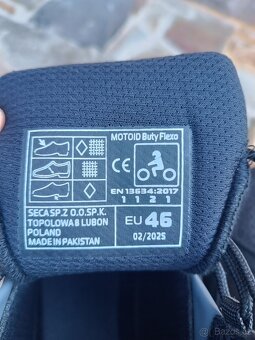 MOTOID Buty Flexo
CE
EN 13634:2017
1 1 2 1
SECA SP.Z O.O.SP.K.
TOPOLOWA 8 LUBON
POLAND
MADE IN PAKISTAN
EU 46
02/2025